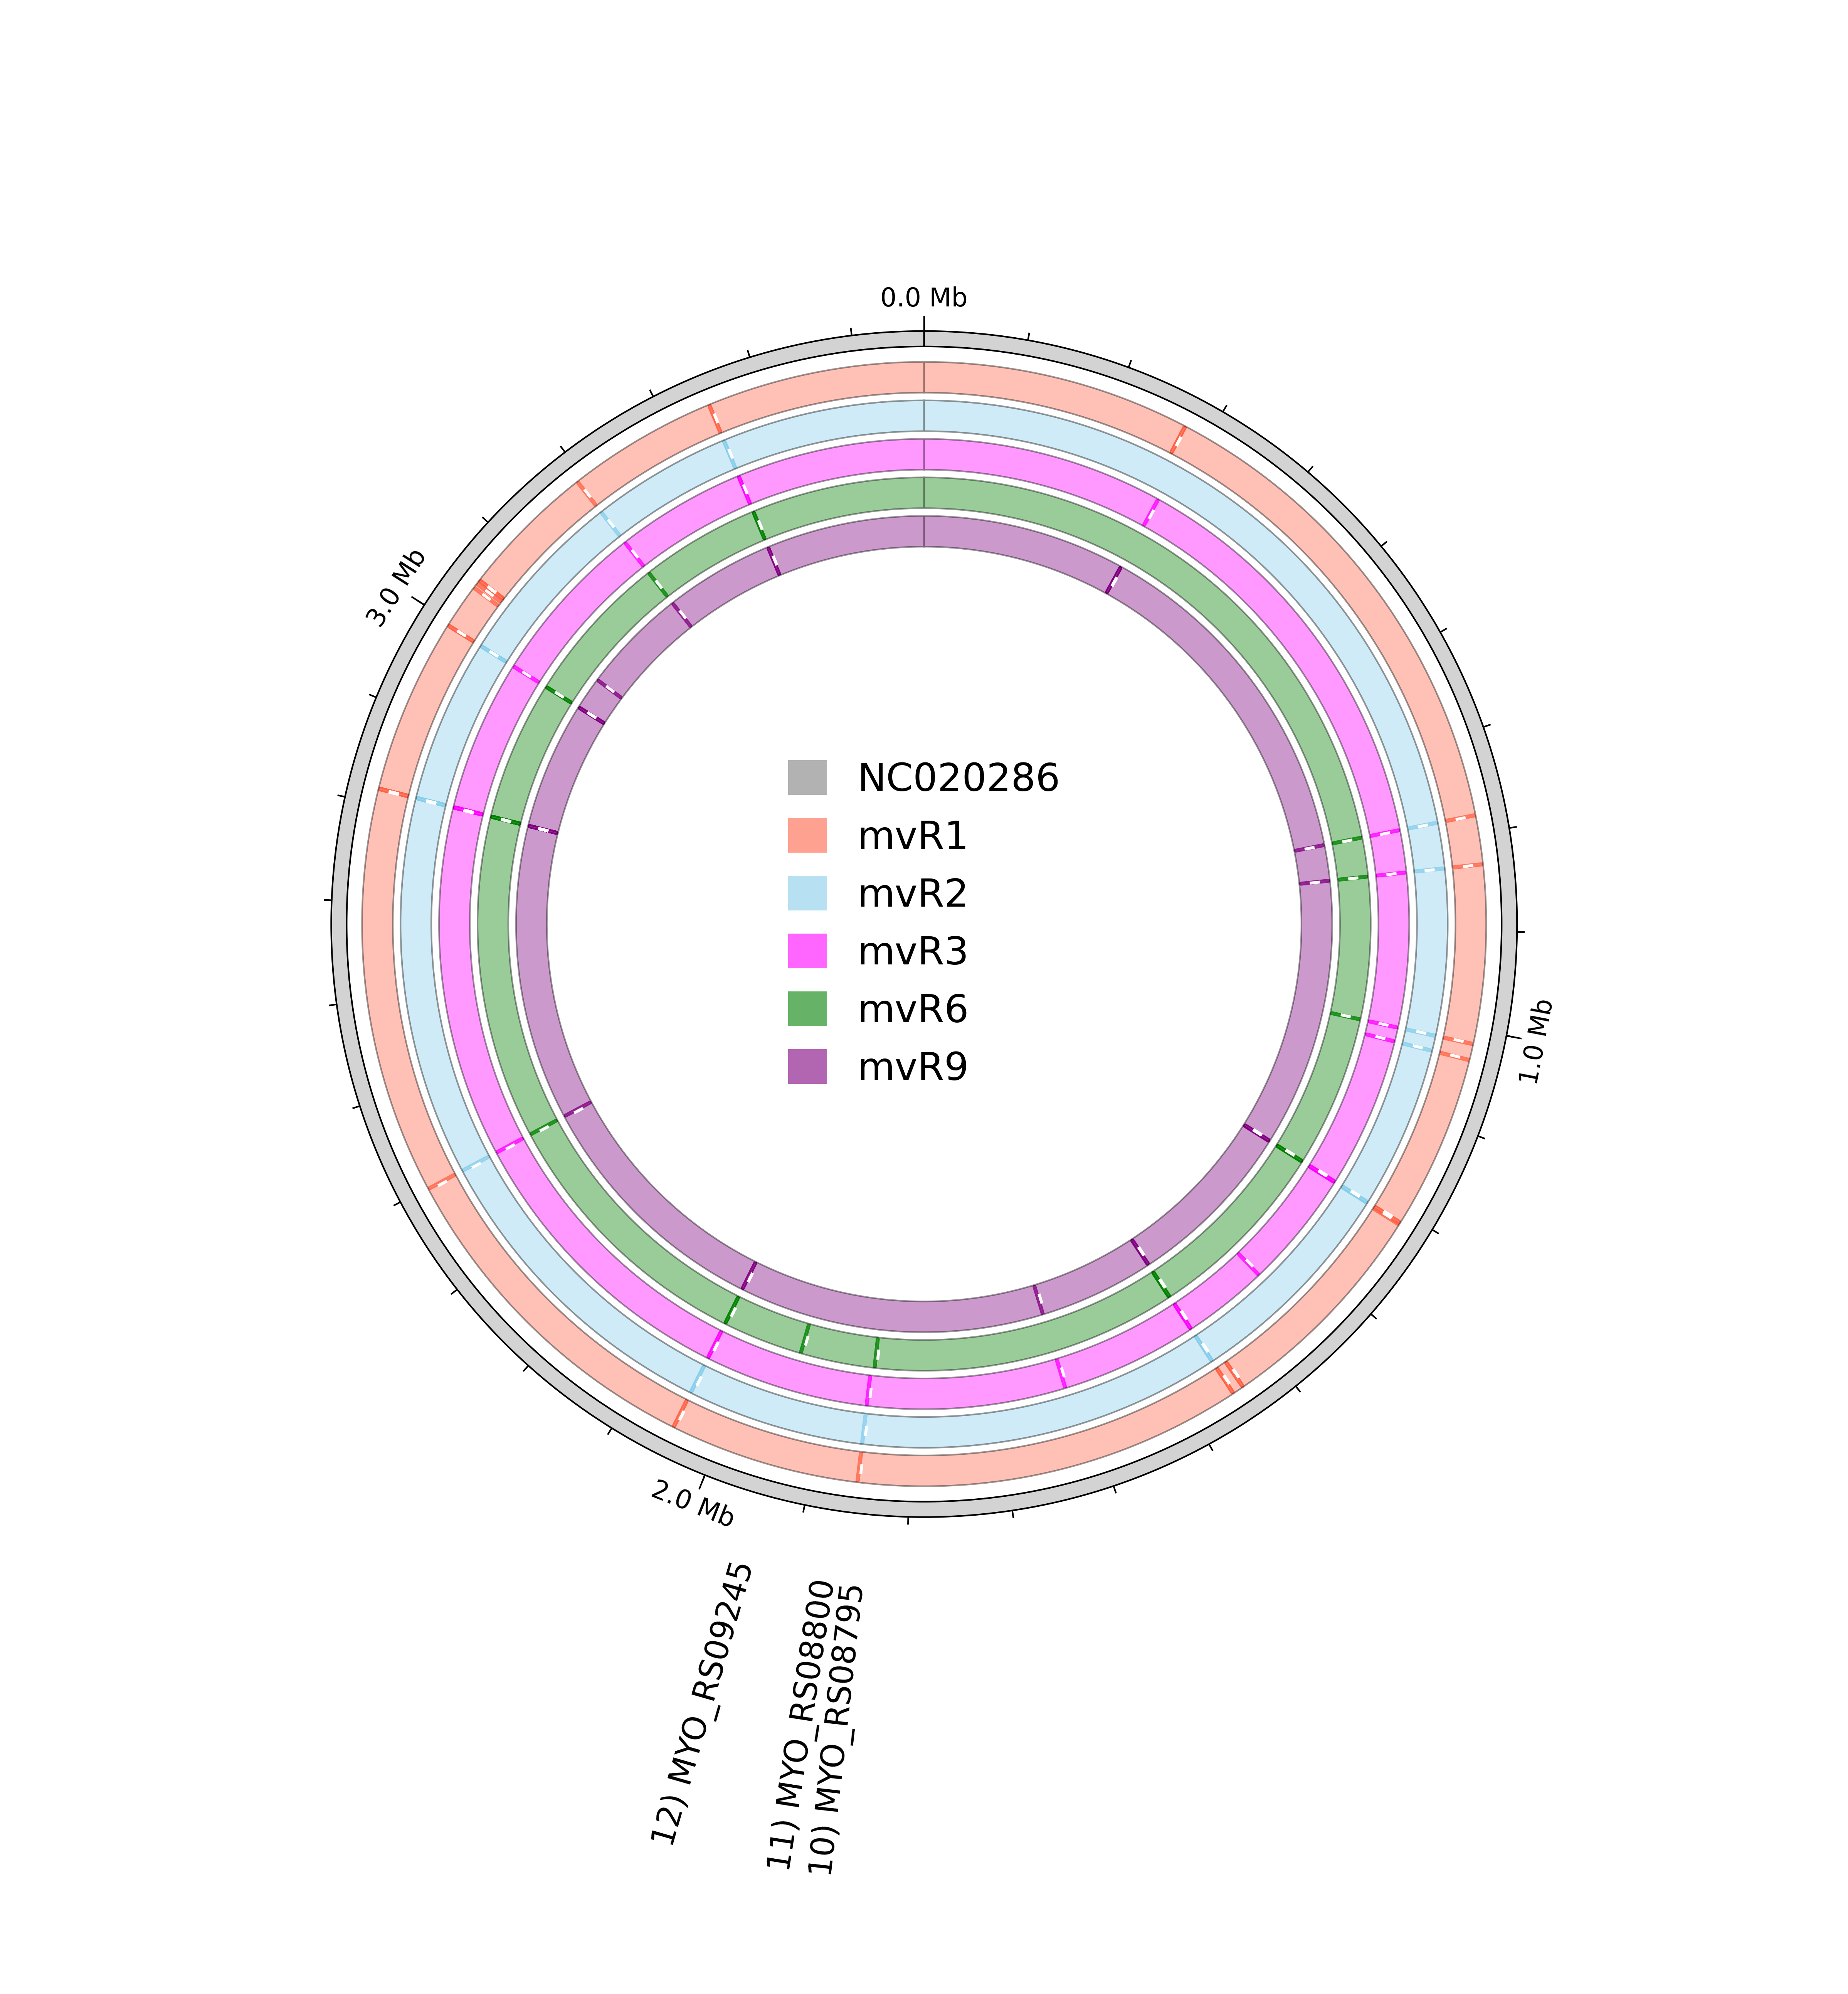 0.0 Mb
3.0 Mb
NC020286
mvR1
mvR2
mvR3
mvR6
mvR9
1.0 Mb
2.0 Mb
12) MYO_RS09245
11) MYO_RS08800
10) MYO_RS08795